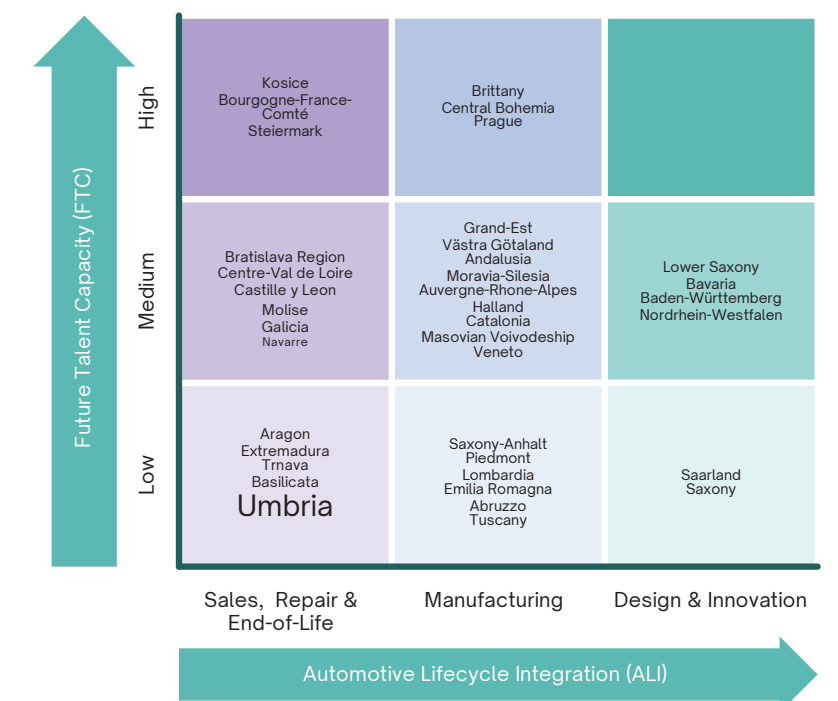 Future Talent Capacity (FTC)
High
Kosice
Bourgogne-France-
Comté
Steiermark
Brittany
Central Bohemia
Prague
Medium
Bratislava Region
Centre-Val de Loire
Castille y Leon
Molise
Galicia
Navarre
Grand-Est
Västra Götaland
Andalusia
Moravia-Silesia
Auvergne-Rhone-Alpes
Halland
Catalonia
Masovian Voivodeship
Veneto
Lower Saxony
Bavaria
Baden-Württemberg
Nordrhein-Westfalen
Low
Aragon
Extremadura
Trnava
Basilicata
Umbria
Saxony-Anhalt
Piedmont
Lombardia
Emilia Romagna
Abruzzo
Tuscany
Saarland
Saxony
Sales, Repair &
End-of-Life
Manufacturing
Design & Innovation
Automotive Lifecycle Integration (ALI)